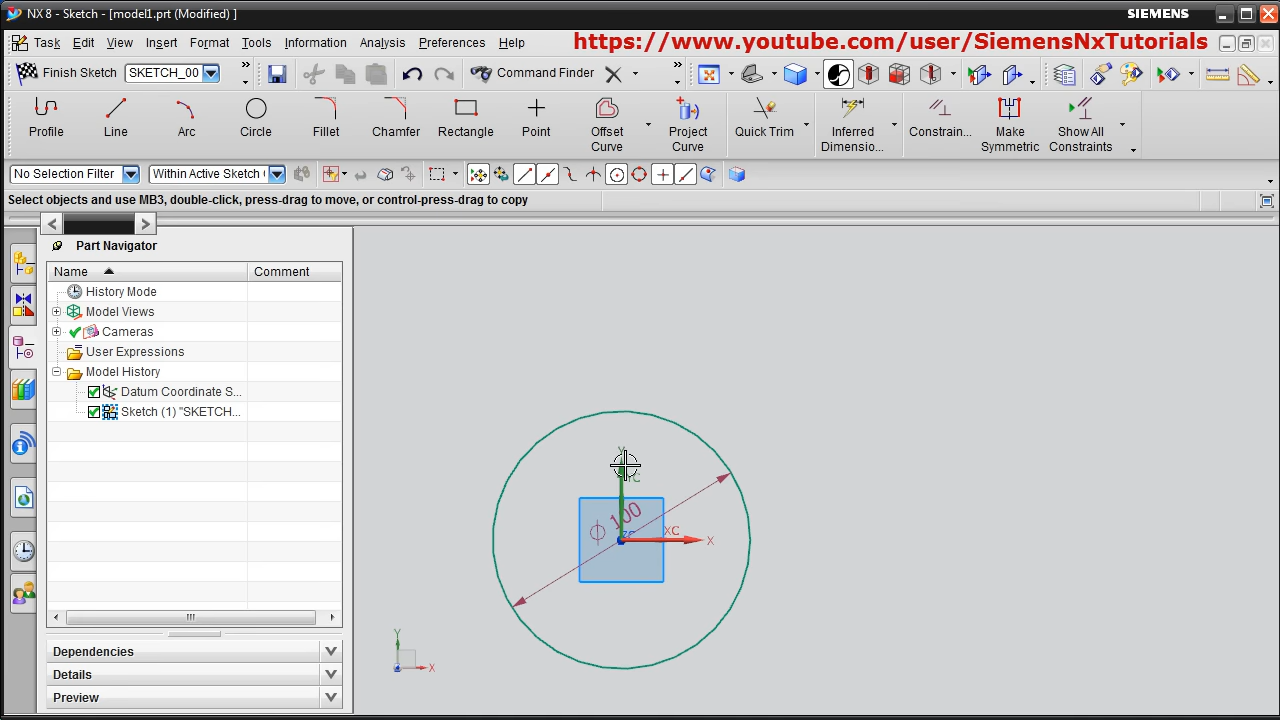 NX 8 - Sketch - [model1.prt (Modified) ]
SIEMENS
Task Edit View Insert Format Tools Information Analysis Preferences Help
https://www.youtube.com/user/SiemensNxTutorials
Finish Sketch SKETCH_00 Command Finder
Profile Line Arc Circle Fillet Chamfer Rectangle Point Offset Curve Project Curve Quick Trim Inferred Dimensio... Constrain... Make Symmetric Show All Constraints
No Selection Filter Within Active Sketch
Select objects and use MB3, double-click, press-drag to move, or control-press-drag to copy
Part Navigator
Name Comment
History Mode
Model Views
Cameras
User Expressions
Model History
Datum Coordinate S...
Sketch (1) "SKETCH...
Dependencies
Details
Preview
Y
100
XC
X
Y
X